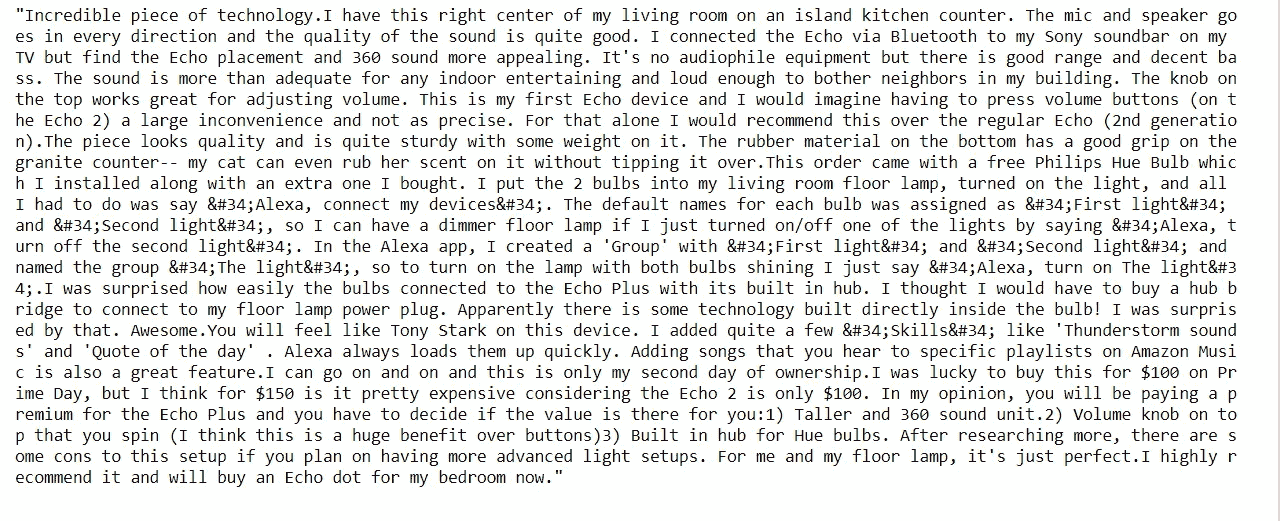 "Incredible piece of technology.I have this right center of my living room on an island kitchen counter. The mic and speaker go
es in every direction and the quality of the sound is quite good. I connected the Echo via Bluetooth to my Sony soundbar on my 
TV but find the Echo placement and 360 sound more appealing. It's no audiophile equipment but there is good range and decent ba
ss. The sound is more than adequate for any indoor entertaining and loud enough to bother neighbors in my building. The knob on 
the top works great for adjusting volume. This is my first Echo device and I would imagine having to press volume buttons (on t
he Echo 2) a large inconvenience and not as precise. For that alone I would recommend this over the regular Echo (2nd generatio
n).The piece looks quality and is quite sturdy with some weight on it. The rubber material on the bottom has a good grip on the 
granite counter-- my cat can even rub her scent on it without tipping it over.This order came with a free Philips Hue Bulb whic
h I installed along with an extra one I bought. I put the 2 bulbs into my living room floor lamp, turned on the light, and all 
I had to do was say &#34;Alexa, connect my devices&#34;. The default names for each bulb was assigned as &#34;First light&#34; 
and &#34;Second light&#34;, so I can have a dimmer floor lamp if I just turned on/off one of the lights by saying &#34;Alexa, t
urn off the second light&#34;. In the Alexa app, I created a 'Group' with &#34;First light&#34; and &#34;Second light&#34; and 
named the group &#34;The light&#34;, so to turn on the lamp with both bulbs shining I just say &#34;Alexa, turn on The light&#3
4;.I was surprised how easily the bulbs connected to the Echo Plus with its built in hub. I thought I would have to buy a hub b
ridge to connect to my floor lamp power plug. Apparently there is some technology built directly inside the bulb! I was surpris
ed by that. Awesome.You will feel like Tony Stark on this device. I added quite a few &#34;Skills&#34; like 'Thunderstorm sound
s' and 'Quote of the day' . Alexa always loads them up quickly. Adding songs that you hear to specific playlists on Amazon Musi
c is also a great feature.I can go on and on and this is only my second day of ownership.I was lucky to buy this for $100 on Pr
ime Day, but I think for $150 is it pretty expensive considering the Echo 2 is only $100. In my opinion, you will be paying a p
remium for the Echo Plus and you have to decide if the value is there for you:1) Taller and 360 sound unit.2) Volume knob on to
p that you spin (I think this is a huge benefit over buttons)3) Built in hub for Hue bulbs. After researching more, there are s
ome cons to this setup if you plan on having more advanced light setups. For me and my floor lamp, it's just perfect.I highly r
ecommend it and will buy an Echo dot for my bedroom now."